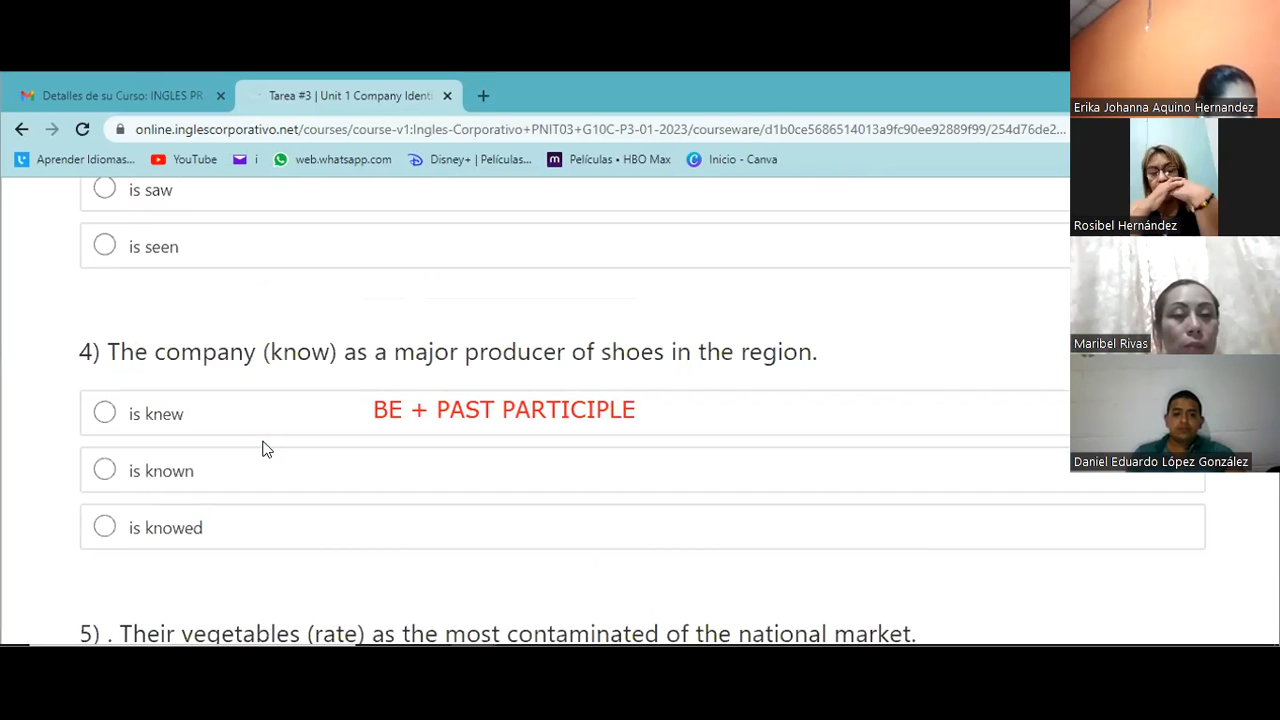 Erika Johanna Aquino Hernandez
Detalles de su Curso: INGLES PR
Tarea #3 | Unit 1 Company Identi
online.inglescorporativo.net/courses/course-v1:Ingles-Corporativo+PNIT03+G10C-P3-01-2023/courseware/d1b0ce5686514013a9fc90ee92889f99/254d76de2...
Aprender Idiomas... YouTube i web.whatsapp.com Disney+ | Películas... Películas • HBO Max Inicio - Canva
is saw
Rosibel Hernández
is seen
Maribel Rivas
4) The company (know) as a major producer of shoes in the region.
is knew
BE + PAST PARTICIPLE
Daniel Eduardo López González
is known
is knowed
5) . Their vegetables (rate) as the most contaminated of the national market.